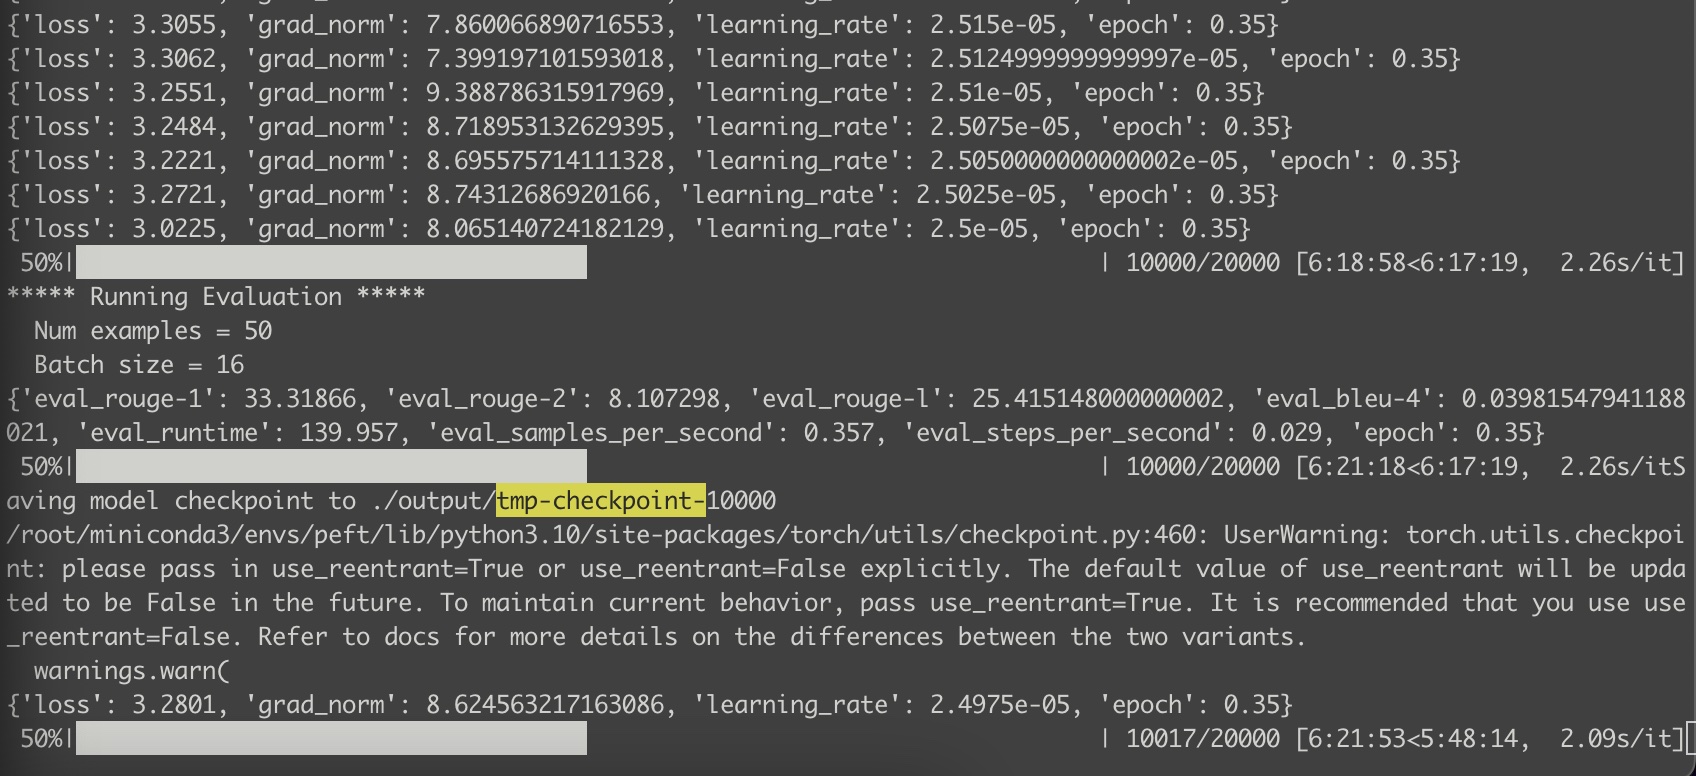 {'loss': 3.3055, 'grad_norm': 7.860066890716553, 'learning_rate': 2.515e-05, 'epoch': 0.35}
{'loss': 3.3062, 'grad_norm': 7.399197101593018, 'learning_rate': 2.5124999999999997e-05, 'epoch': 0.35}
{'loss': 3.2551, 'grad_norm': 9.388786315917969, 'learning_rate': 2.51e-05, 'epoch': 0.35}
{'loss': 3.2484, 'grad_norm': 8.718953132629395, 'learning_rate': 2.5075e-05, 'epoch': 0.35}
{'loss': 3.2221, 'grad_norm': 8.695575714111328, 'learning_rate': 2.5050000000000002e-05, 'epoch': 0.35}
{'loss': 3.2721, 'grad_norm': 8.74312686920166, 'learning_rate': 2.5025e-05, 'epoch': 0.35}
{'loss': 3.0225, 'grad_norm': 8.065140724182129, 'learning_rate': 2.5e-05, 'epoch': 0.35}
50%| | 10000/20000 [6:18:58<6:17:19, 2.26s/it]
***** Running Evaluation *****
Num examples = 50
Batch size = 16
{'eval_rouge-1': 33.31866, 'eval_rouge-2': 8.107298, 'eval_rouge-l': 25.415148000000002, 'eval_bleu-4': 0.03981547941188
021, 'eval_runtime': 139.957, 'eval_samples_per_second': 0.357, 'eval_steps_per_second': 0.029, 'epoch': 0.35}
50%| | 10000/20000 [6:21:18<6:17:19, 2.26s/itS
aving model checkpoint to ./output/tmp-checkpoint-10000
/root/miniconda3/envs/peft/lib/python3.10/site-packages/torch/utils/checkpoint.py:460: UserWarning: torch.utils.checkpoi
nt: please pass in use_reentrant=True or use_reentrant=False explicitly. The default value of use_reentrant will be upda
ted to be False in the future. To maintain current behavior, pass use_reentrant=True. It is recommended that you use use
_reentrant=False. Refer to docs for more details on the differences between the two variants.
warnings.warn(
{'loss': 3.2801, 'grad_norm': 8.624563217163086, 'learning_rate': 2.4975e-05, 'epoch': 0.35}
50%| | 10017/20000 [6:21:53<5:48:14, 2.09s/it]